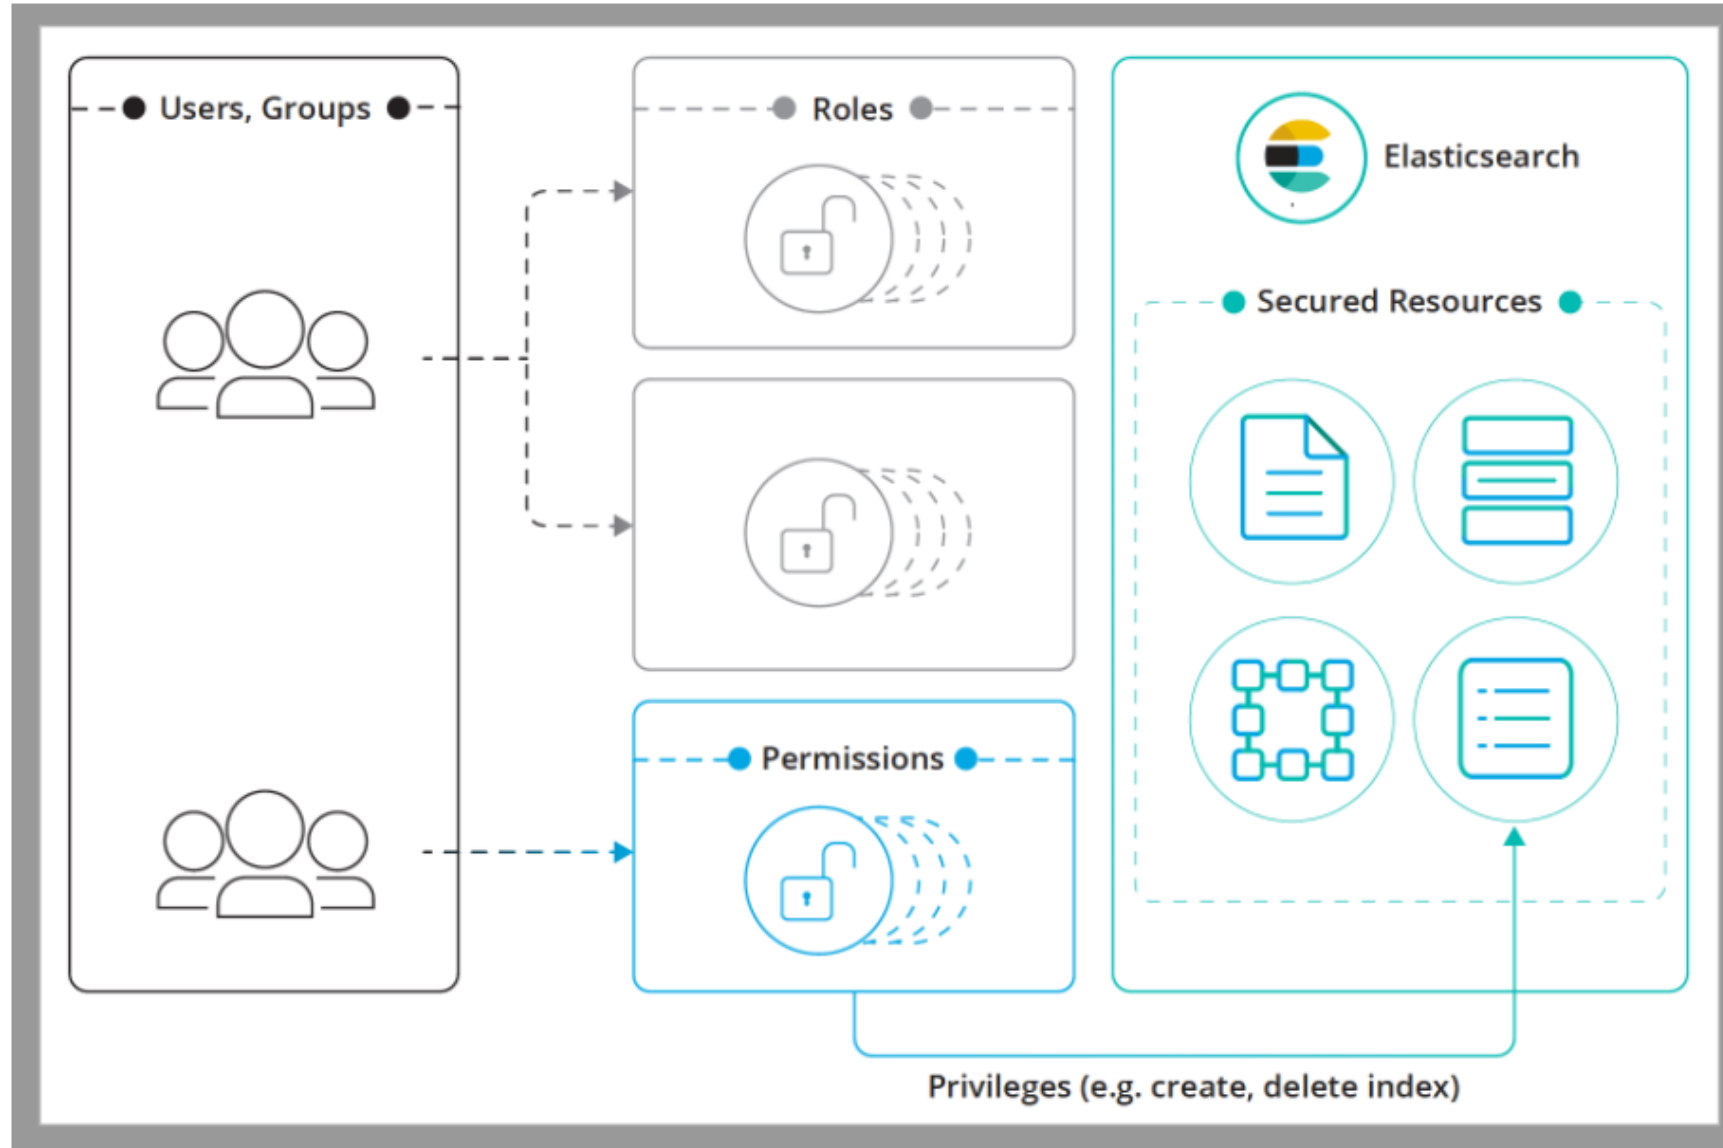 Users, Groups
Roles
Elasticsearch
Secured Resources
Permissions
Privileges (e.g. create, delete index)